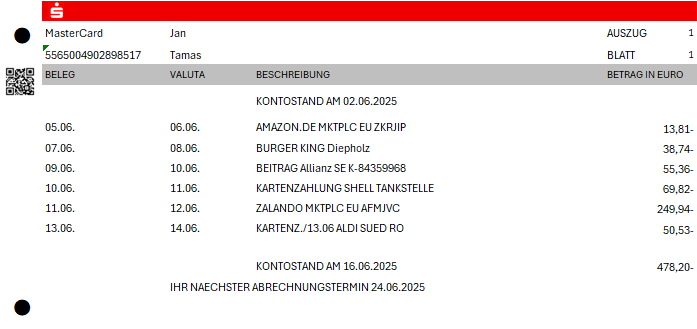 MasterCard Jan AUSZUG 1
5565004902898517 Tamas BLATT 1
BELEG VALUTA BESCHREIBUNG BETRAG IN EURO
KONTOSTAND AM 02.06.2025
05.06. 06.06. AMAZON.DE MKTPLC EU ZKRJIP 13,81-
07.06. 08.06. BURGER KING Diepholz 38,74-
09.06. 10.06. BEITRAG Allianz SE K-84359968 55,36-
10.06. 11.06. KARTENZAHLUNG SHELL TANKSTELLE 69,82-
11.06. 12.06. ZALANDO MKTPLC EU AFMJVC 249,94-
13.06. 14.06. KARTENZ./13.06 ALDI SUED RO 50,53-
KONTOSTAND AM 16.06.2025 478,20-
IHR NAECHSTER ABRECHNUNGSTERMIN 24.06.2025